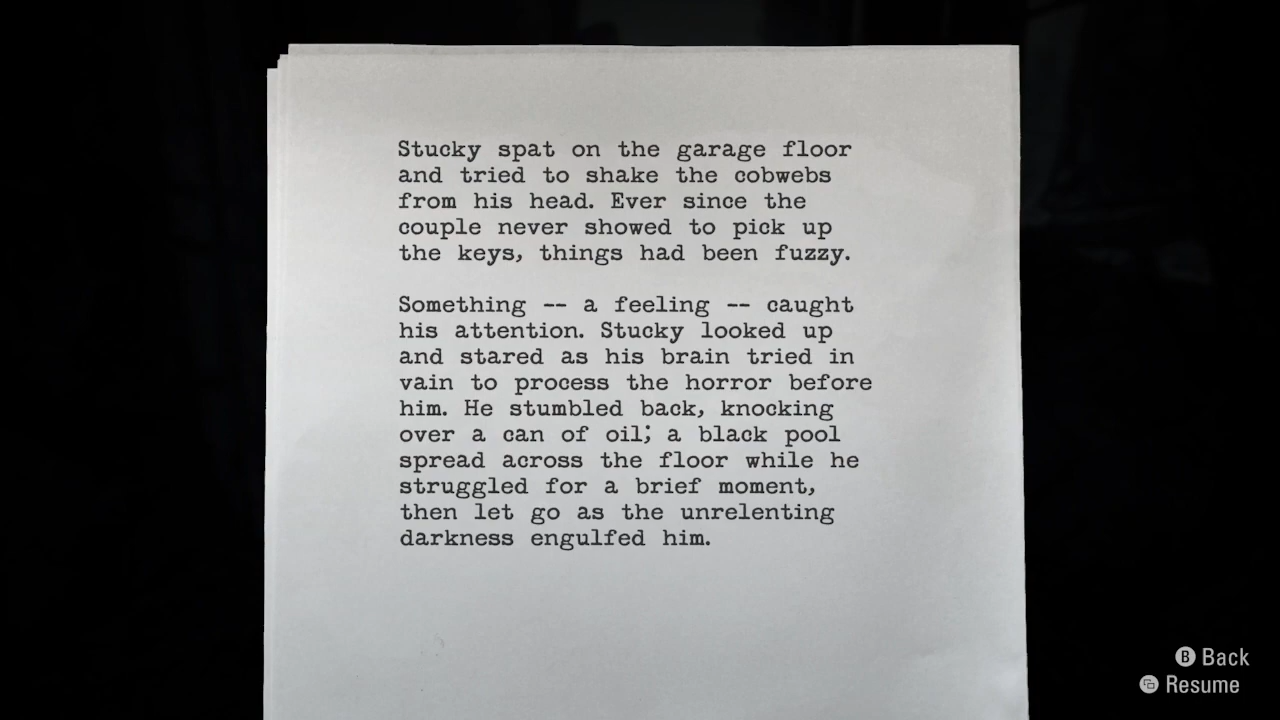 Stucky spat on the garage floor
and tried to shake the cobwebs
from his head. Ever since the
couple never showed to pick up
the keys, things had been fuzzy.
Something -- a feeling -- caught
his attention. Stucky looked up
and stared as his brain tried in
vain to process the horror before
him. He stumbled back, knocking
over a can of oil; a black pool
spread across the floor while he
struggled for a brief moment,
then let go as the unrelenting
darkness engulfed him.
B Back
Resume